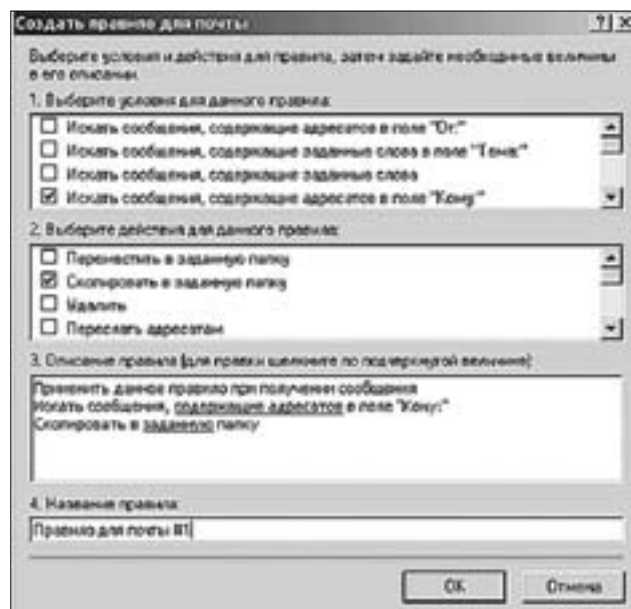 Создать правило для почты
Выберите условия и действия для правила, затем задайте необходимые величины
в его описании.
1. Выберите условия для данного правила:
Искать сообщения, содержащие адресатов в поле "От:"
Искать сообщения, содержащие заданные слова в поле "Тема:"
Искать сообщения, содержащие заданные слова
Искать сообщения, содержащие адресатов в поле "Кому:"
2. Выберите действия для данного правила:
Переместить в заданную папку
Скопировать в заданную папку
Удалить
Переслать адресатам
3. Описание правила (для правки щелкните по подчеркнутой величине):
Применить данное правило при получении сообщения
Искать сообщения, содержащие адресатов в поле "Кому:"
Скопировать в заданную папку
4. Название правила:
Правило для почты #1
OK Отмена